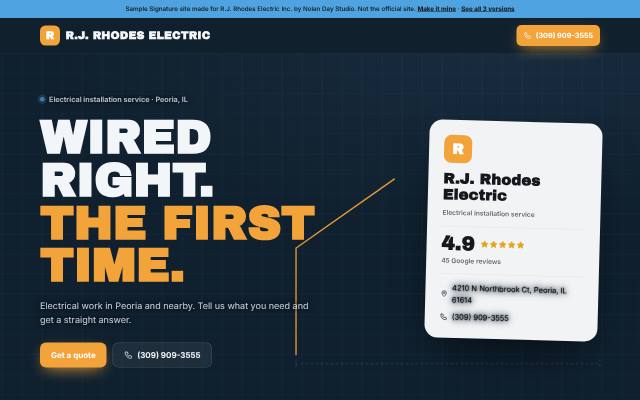 Sample Signature site made for R.J. Rhodes Electric Inc. by Nolan Day Studio. Not the official site. Make it mine · See all 3 versions
R R.J. RHODES ELECTRIC
(309) 909-3555
Electrical installation service · Peoria, IL
WIRED
RIGHT.
THE FIRST
TIME.
Electrical work in Peoria and nearby. Tell us what you need and
get a straight answer.
Get a quote
(309) 909-3555
R
R.J. Rhodes
Electric
Electrical installation service
4.9 ★★★★★
45 Google reviews
4210 N Northbrook Ct, Peoria, IL
61614
(309) 909-3555